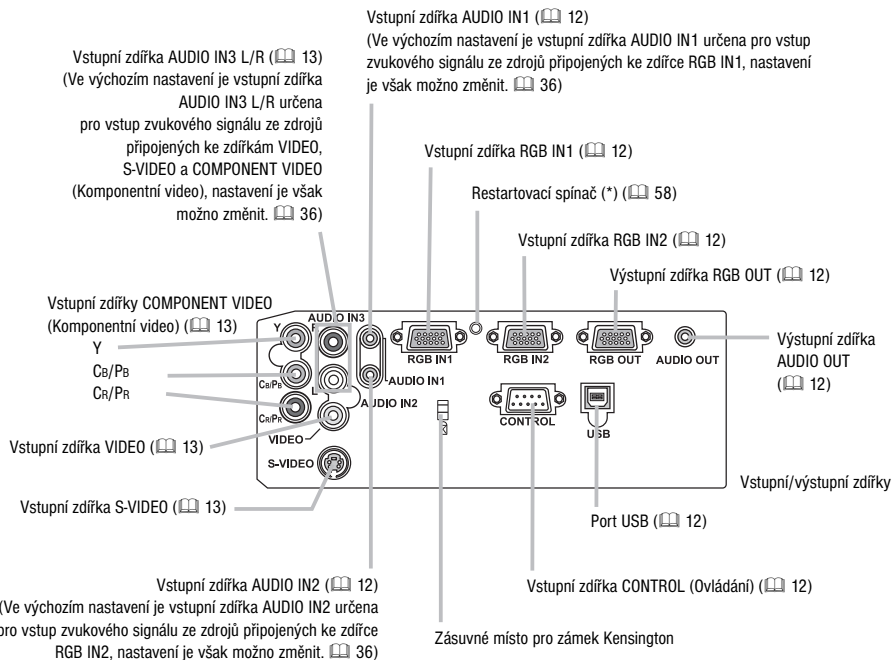 Vstupní zdířka AUDIO IN1 (12)
(Ve výchozím nastavení je vstupní zdířka AUDIO IN1 určena pro vstup
zvukového signálu ze zdrojů připojených ke zdířce RGB IN1, nastavení
je však možno změnit. 36)
Vstupní zdířka AUDIO IN3 L/R (13)
(Ve výchozím nastavení je vstupní zdířka
AUDIO IN3 L/R určena
pro vstup zvukového signálu ze zdrojů
připojených ke zdířkám VIDEO,
S-VIDEO a COMPONENT VIDEO
(Komponentní video), nastavení je však
možno změnit. 36)
Vstupní zdířka RGB IN1 (12)
Restartovací spínač (*) (58)
Vstupní zdířka RGB IN2 (12)
Výstupní zdířka RGB OUT (12)
Vstupní zdířky COMPONENT VIDEO
(Komponentní video) (13)
Y
CB/PB
CR/PR
Výstupní zdířka
AUDIO OUT
(12)
AUDIO IN3
Y
R
RGB IN1
RGB IN2
RGB OUT
AUDIO OUT
CB/PB
L
AUDIO IN1
CR/PR
AUDIO IN2
CONTROL
USB
VIDEO
K
S-VIDEO
Vstupní zdířka VIDEO (13)
Vstupní/výstupní zdířky
Vstupní zdířka S-VIDEO (13)
Port USB (12)
Vstupní zdířka AUDIO IN2 (12)
(Ve výchozím nastavení je vstupní zdířka AUDIO IN2 určena
pro vstup zvukového signálu ze zdrojů připojených ke zdířce
RGB IN2, nastavení je však možno změnit. 36)
Vstupní zdířka CONTROL (Ovládání) (12)
Zásuvné místo pro zámek Kensington